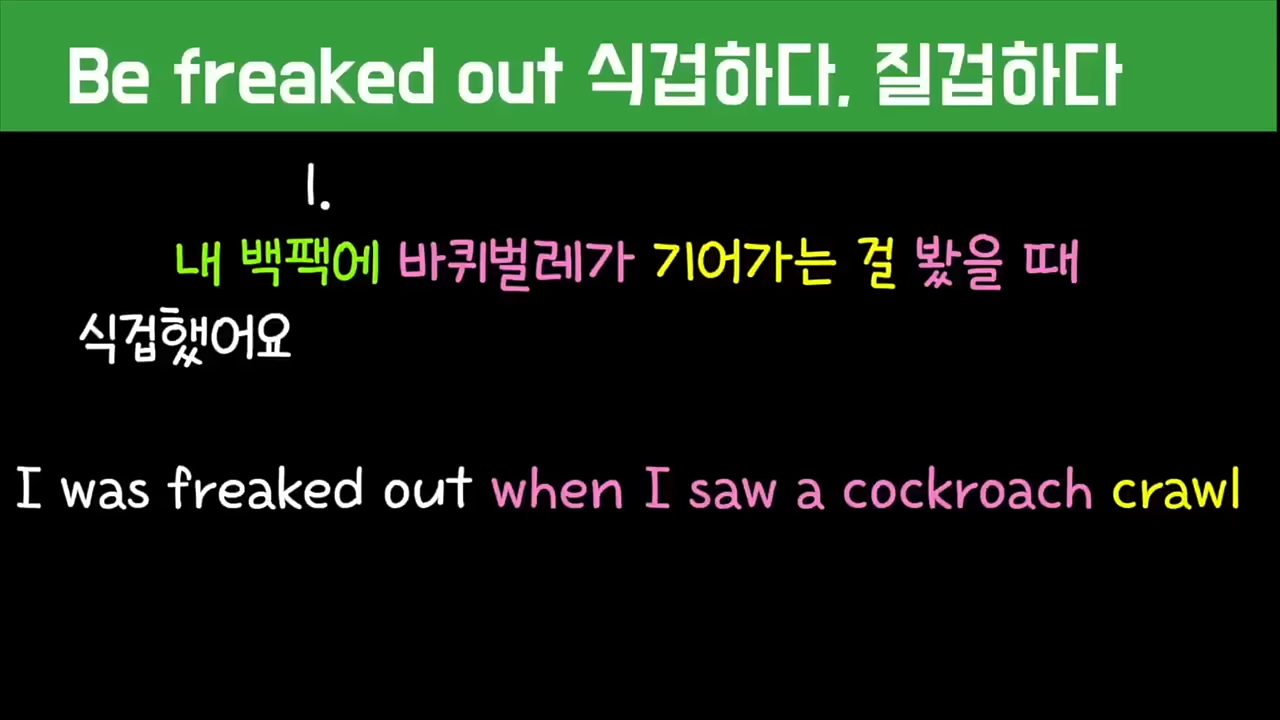 Be freaked out 식겁하다, 질겁하다
1.
내 백팩에 바퀴벌레가 기어가는 걸 봤을 때
식겁했어요
I was freaked out when I saw a cockroach crawl